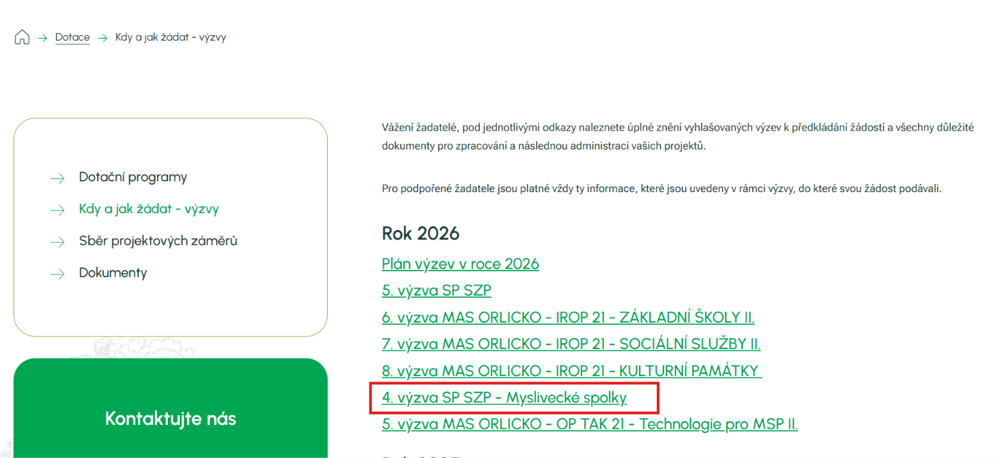 Dotace Kdy a jak žádat - výzvy
Dotační programy
Kdy a jak žádat - výzvy
Sběr projektových záměrů
Dokumenty
Kontaktujte nás
Vážení žadatelé, pod jednotlivými odkazy naleznete úplné znění vyhlašovaných výzev k předkládání žádostí a všechny důležité
dokumenty pro zpracování a následnou administraci vašich projektů.
Pro podpořené žadatele jsou platné vždy ty informace, které jsou uvedeny v rámci výzvy, do které svou žádost podávali.
Rok 2026
Plán výzev v roce 2026
5. výzva SP SZP
6. výzva MAS ORLICKO - IROP 21 - ZÁKLADNÍ ŠKOLY II.
7. výzva MAS ORLICKO - IROP 21 - SOCIÁLNÍ SLUŽBY II.
8. výzva MAS ORLICKO - IROP 21 - KULTURNÍ PAMÁTKY
4. výzva SP SZP - Myslivecké spolky
5. výzva MAS ORLICKO - OP TAK 21 - Technologie pro MSP II.